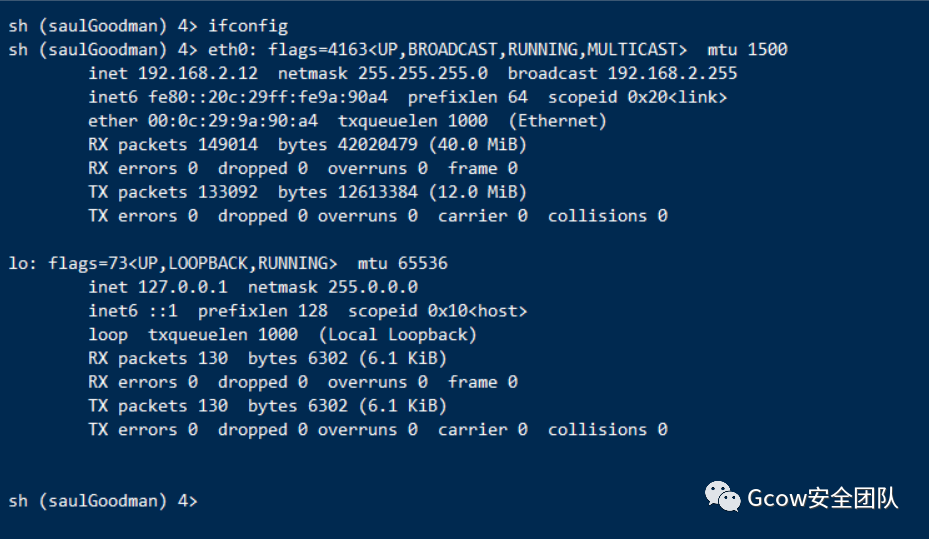 sh (saulGoodman) 4> ifconfig
sh (saulGoodman) 4> eth0: flags=4163<UP,BROADCAST,RUNNING,MULTICAST>  mtu 1500
        inet 192.168.2.12  netmask 255.255.255.0  broadcast 192.168.2.255
        inet6 fe80::20c:29ff:fe9a:90a4  prefixlen 64  scopeid 0x20<link>
        ether 00:0c:29:9a:90:a4  txqueuelen 1000  (Ethernet)
        RX packets 149014  bytes 42020479 (40.0 MiB)
        RX errors 0  dropped 0  overruns 0  frame 0
        TX packets 133092  bytes 12613384 (12.0 MiB)
        TX errors 0  dropped 0 overruns 0  carrier 0  collisions 0

lo: flags=73<UP,LOOPBACK,RUNNING>  mtu 65536
        inet 127.0.0.1  netmask 255.0.0.0
        inet6 ::1  prefixlen 128  scopeid 0x10<host>
        loop  txqueuelen 1000  (Local Loopback)
        RX packets 130  bytes 6302 (6.1 KiB)
        RX errors 0  dropped 0  overruns 0  frame 0
        TX packets 130  bytes 6302 (6.1 KiB)
        TX errors 0  dropped 0 overruns 0  carrier 0  collisions 0

sh (saulGoodman) 4>
Gcow安全团队